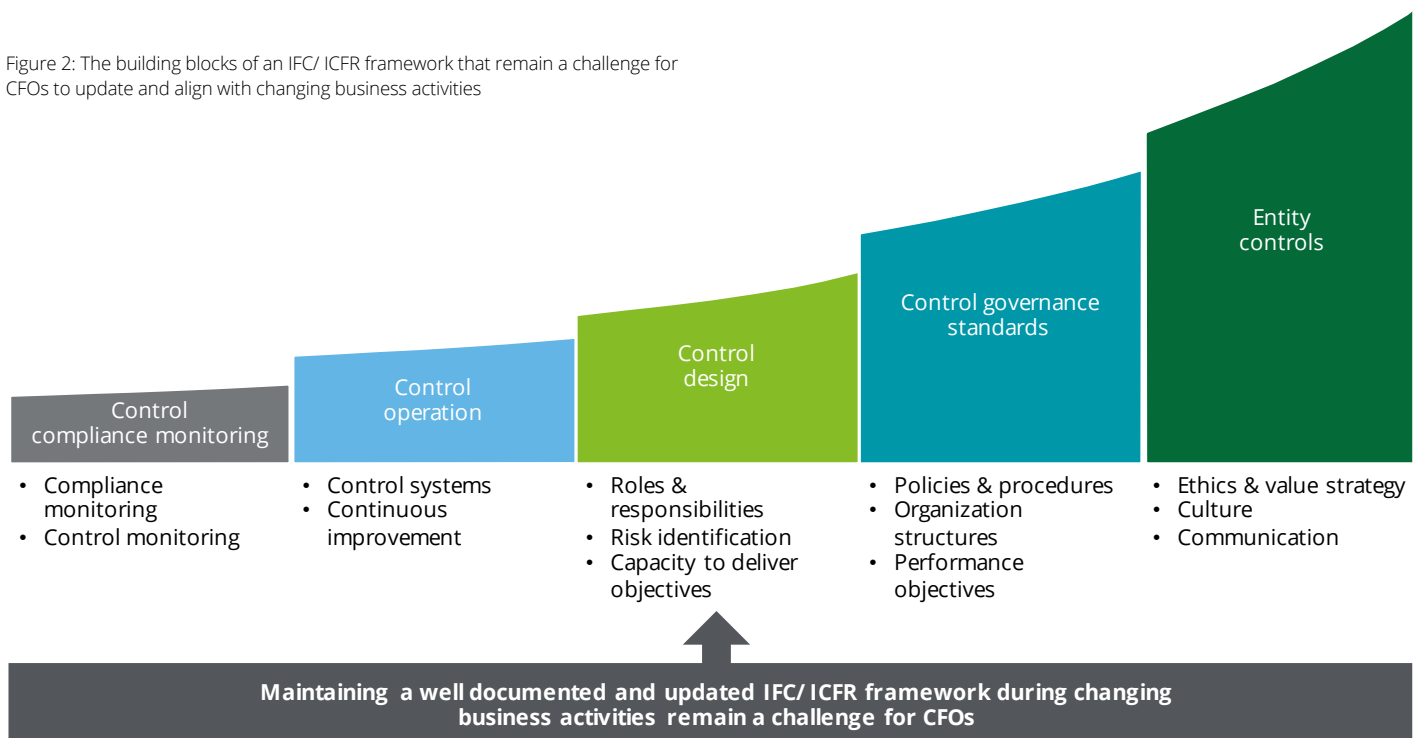 Figure 2: The building blocks of an IFC/ ICFR framework that remain a challenge for
CFOs to update and align with changing business activities
Control
compliance monitoring
Control
operation
Control
design
Control governance
standards
Entity
controls
• Compliance
monitoring
• Control monitoring
• Control systems
• Continuous
improvement
• Roles &
responsibilities
• Risk identification
• Capacity to deliver
objectives
• Policies & procedures
• Organization
structures
• Performance
objectives
• Ethics & value strategy
• Culture
• Communication
Maintaining a well documented and updated IFC/ ICFR framework during changing
business activities remain a challenge for CFOs